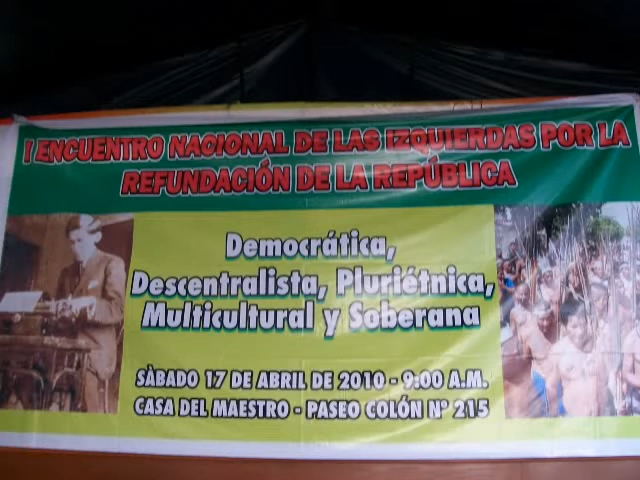 I ENCUENTRO NACIONAL DE LAS IZQUIERDAS POR LA
REFUNDACIÓN DE LA REPÚBLICA
Democrática,
Descentralista, Pluriétnica,
Multicultural y Soberana
SÀBADO 17 DE ABRIL DE 2010 - 9:00 A.M.
CASA DEL MAESTRO - PASEO COLÓN Nº 215